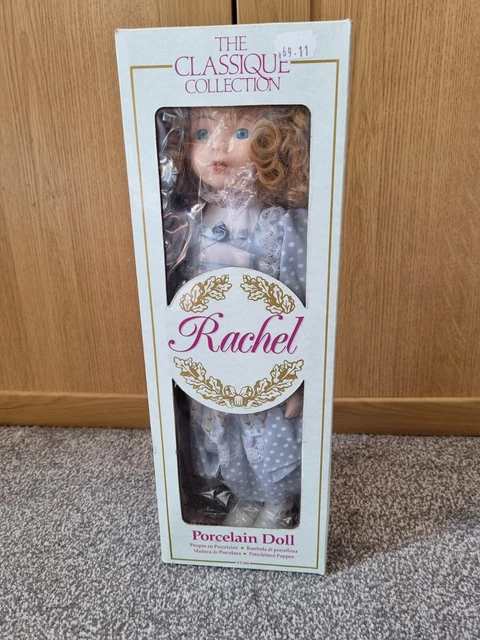 THE
CLASSIQUE
COLLECTION
69.11
Rachel
Porcelain Doll
Poupée en Porcelaine • Bambola di porcellana
Muñeca de Porcelana • Porzellanen Puppen